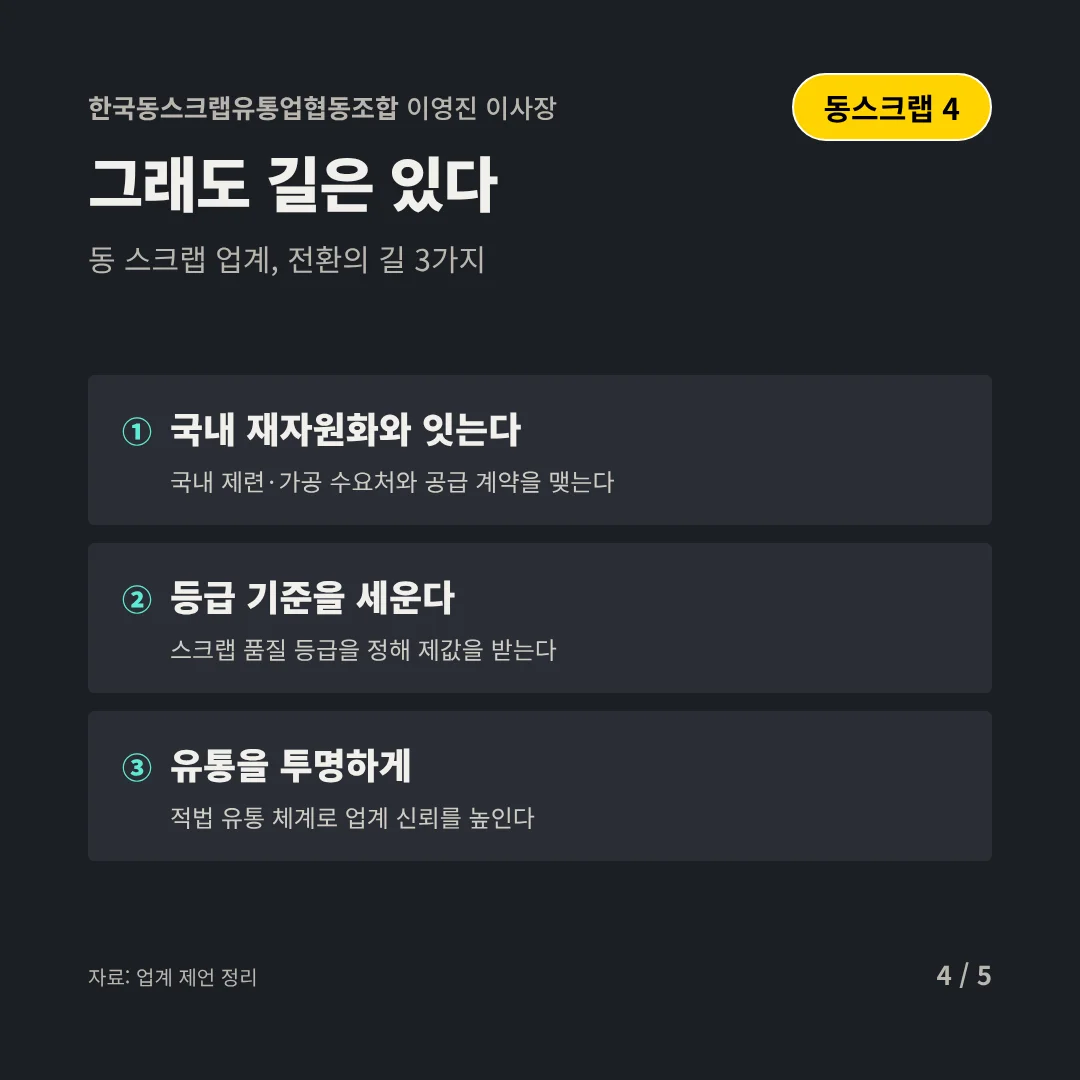 한국동스크랩유통업협동조합 이영진 이사장
동스크랩 4
그래도 길은 있다
동 스크랩 업계, 전환의 길 3가지
① 국내 재자원화와 잇는다
국내 제련·가공 수요처와 공급 계약을 맺는다
② 등급 기준을 세운다
스크랩 품질 등급을 정해 제값을 받는다
③ 유통을 투명하게
적법 유통 체계로 업계 신뢰를 높인다
자료: 업계 제언 정리
4 / 5